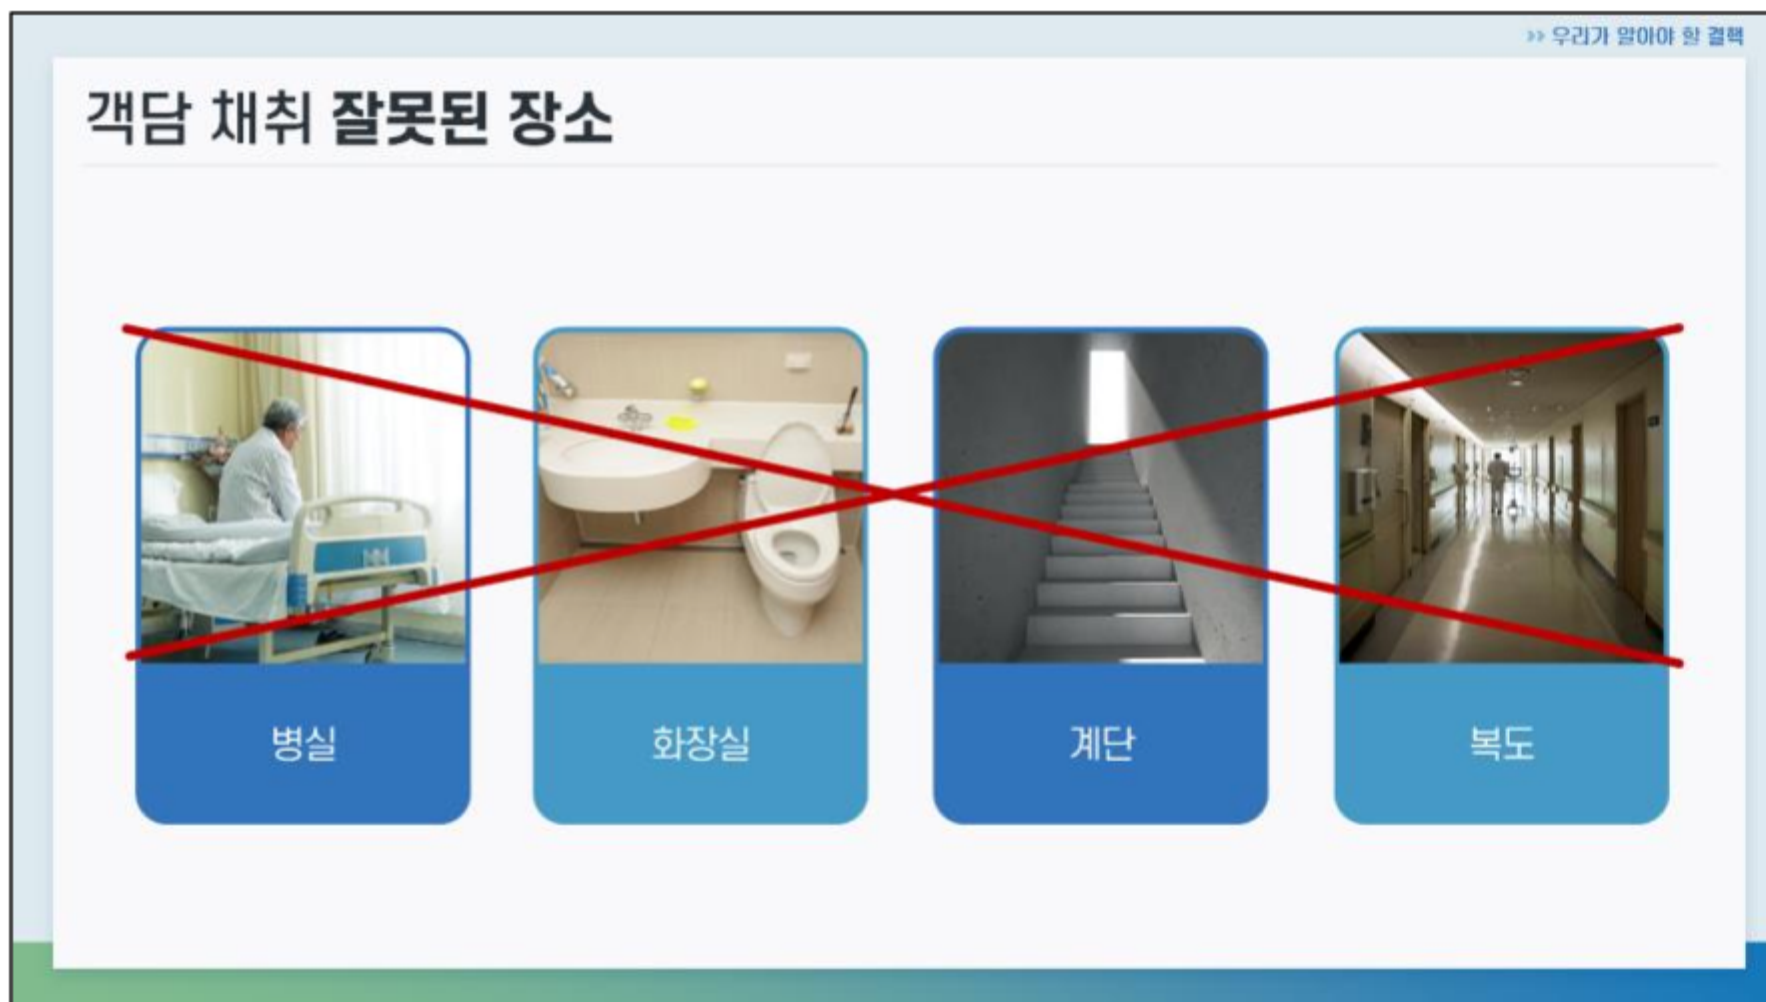 >> 우리가 알아야 할 결핵
객담 채취 잘못된 장소
병실
화장실
계단
복도